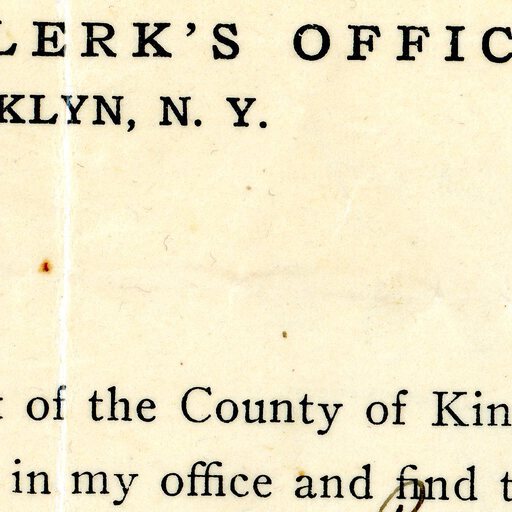 LERK'S OFFIC
KLYN, N. Y.
of the County of Kin
in my office and find t